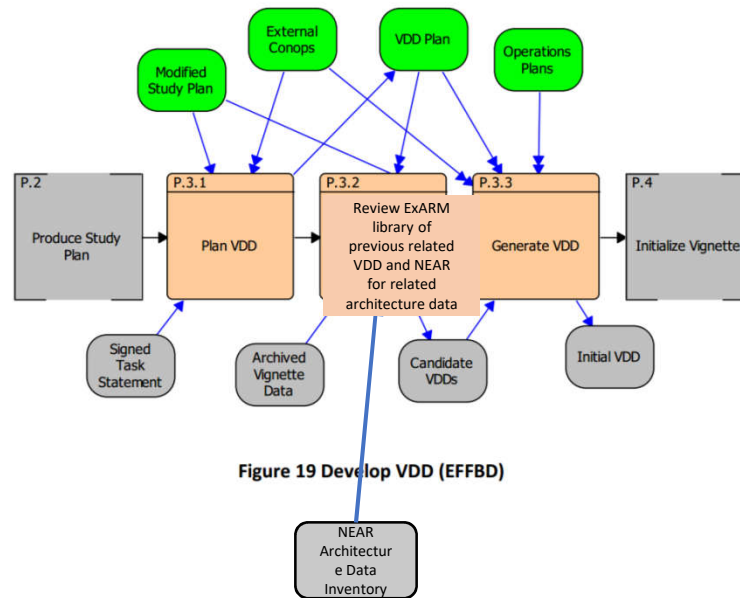 External
Conops
VDD Plan
Operations
Plans
Modified
Study Plan
P.2
P.3.1
P.3.2
P.3.3
P.4
Produce Study
Plan
Plan VDD
Review ExARM
library of
previous related
VDD and NEAR
for related
architecture data
Generate VDD
Initialize Vignette
Signed
Task
Statement
Archived
Vignette
Data
Candidate
VDDs
Initial VDD
Figure 19 Develop VDD (EFFBD)
NEAR
Architectur
e Data
Inventory